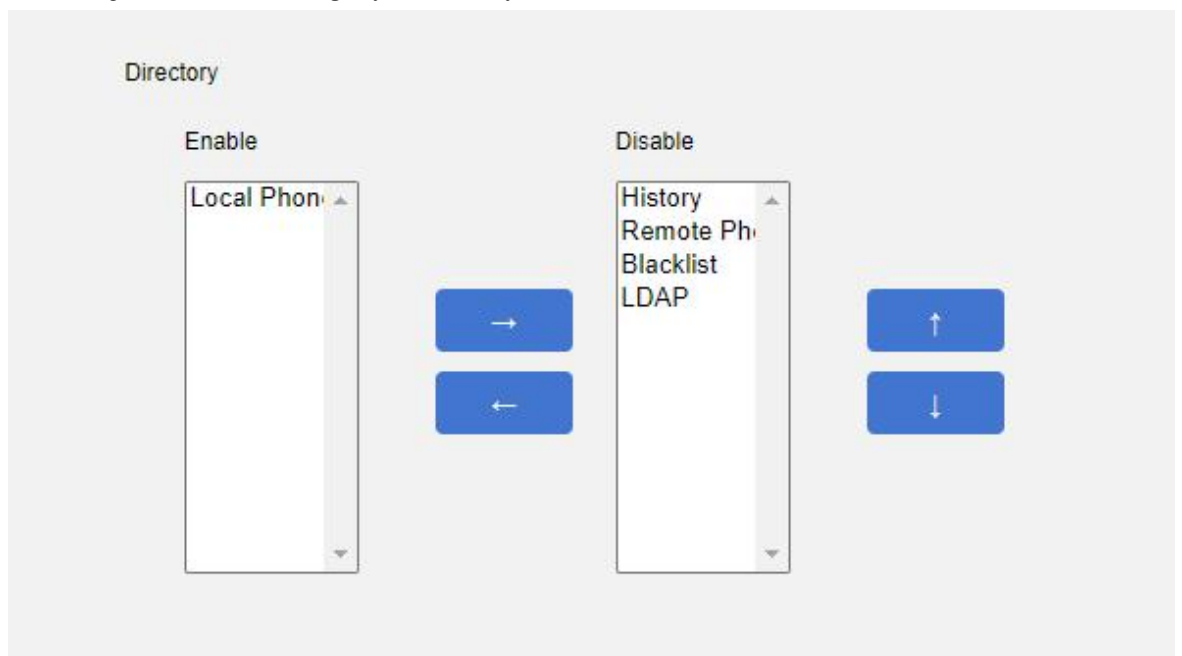 Directory
Enable
Disable
Local Phon
History
Remote Ph
Blacklist
LDAP
→
←
↑
↓